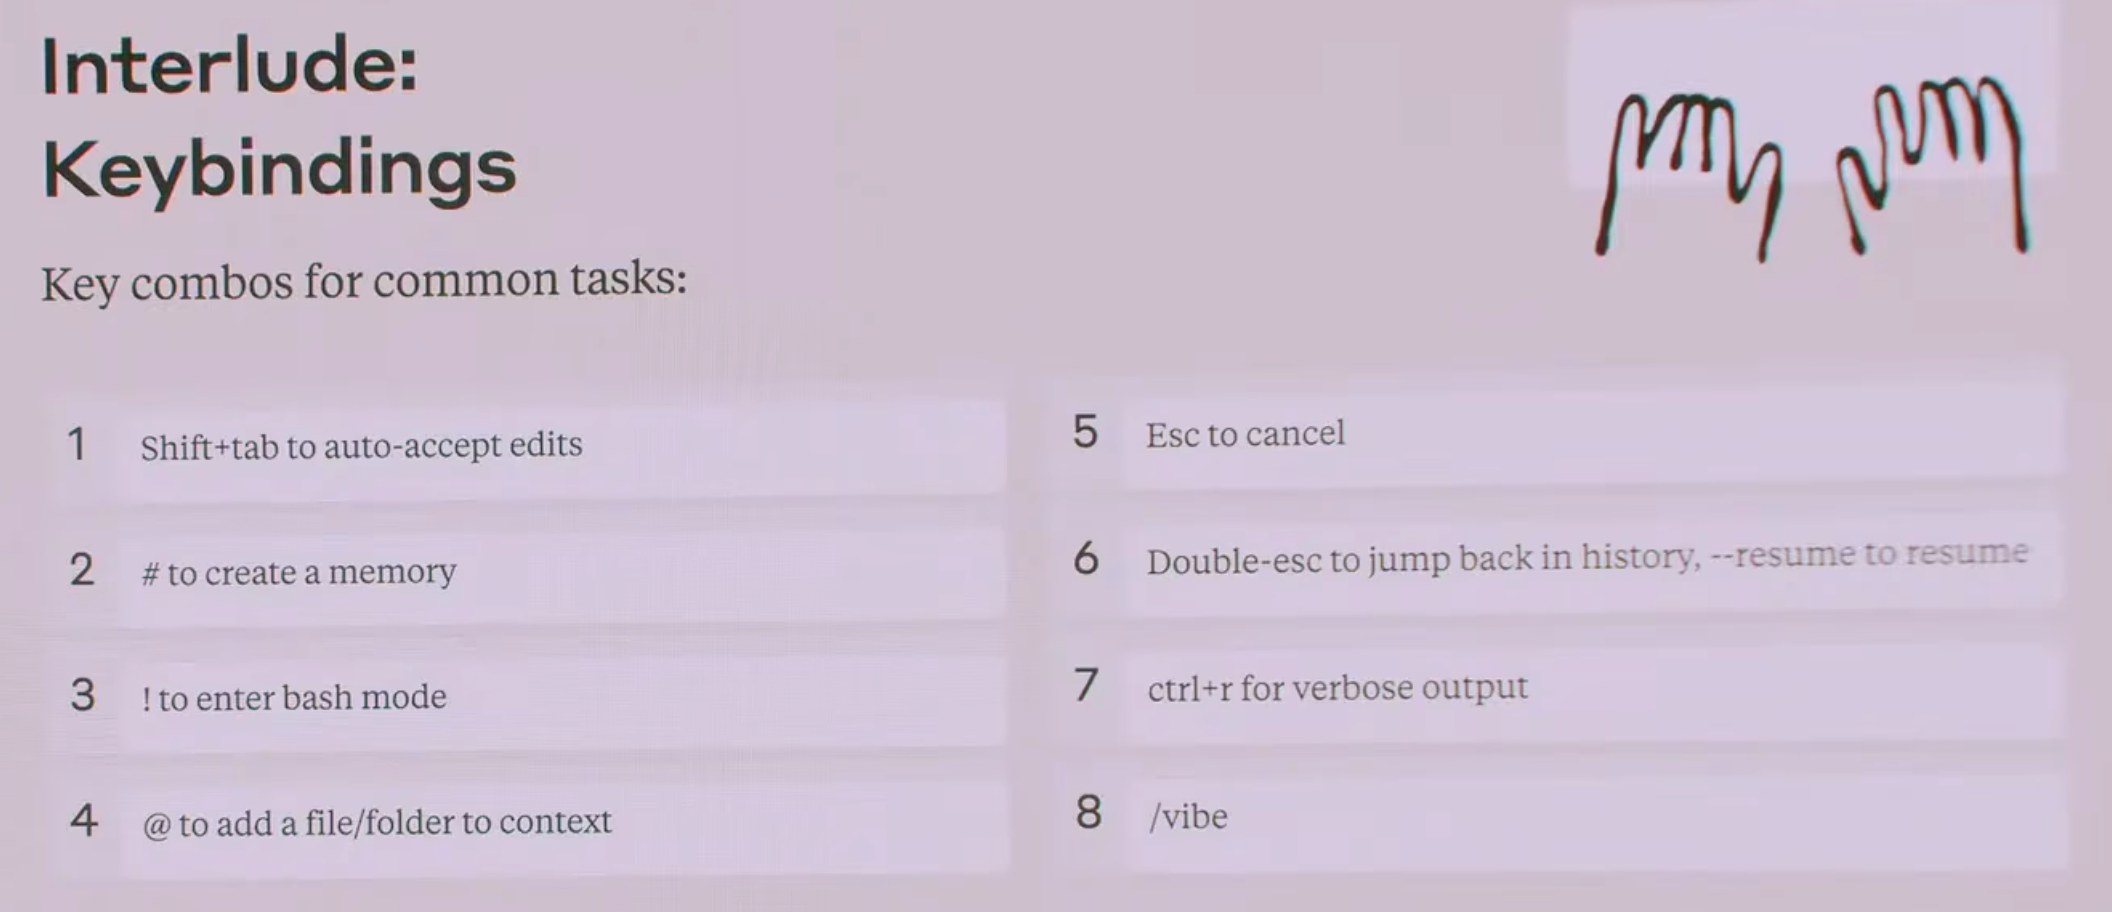 Interlude:
Keybindings
Key combos for common tasks:
1 Shift+tab to auto-accept edits
2 # to create a memory
3 ! to enter bash mode
4 @ to add a file/folder to context
5 Esc to cancel
6 Double-esc to jump back in history, --resume to resume
7 ctrl+r for verbose output
8 /vibe